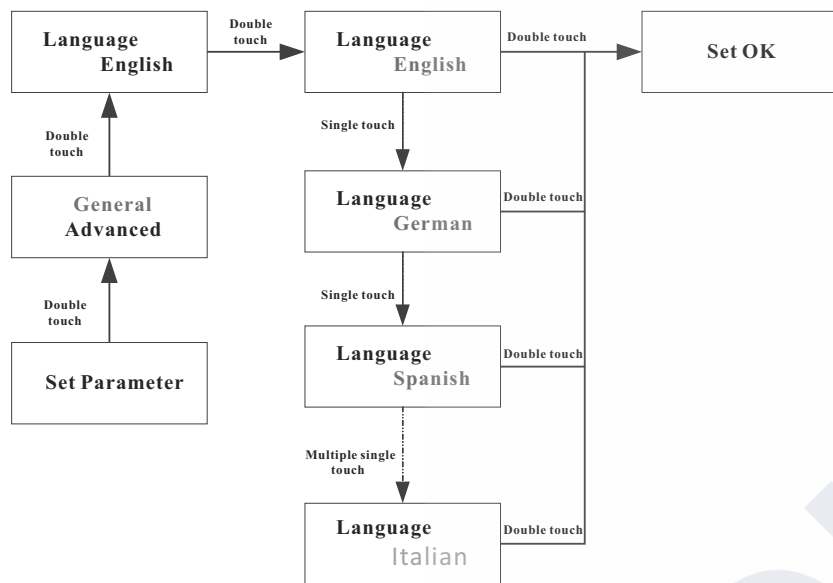 Language
English
Double
touch
Language
English
Double touch
Set OK
Double
touch
Single touch
General
Advanced
Language
German
Double touch
Double
touch
Single touch
Set Parameter
Language
Spanish
Double touch
Multiple single
touch
Language
Italian
Double touch